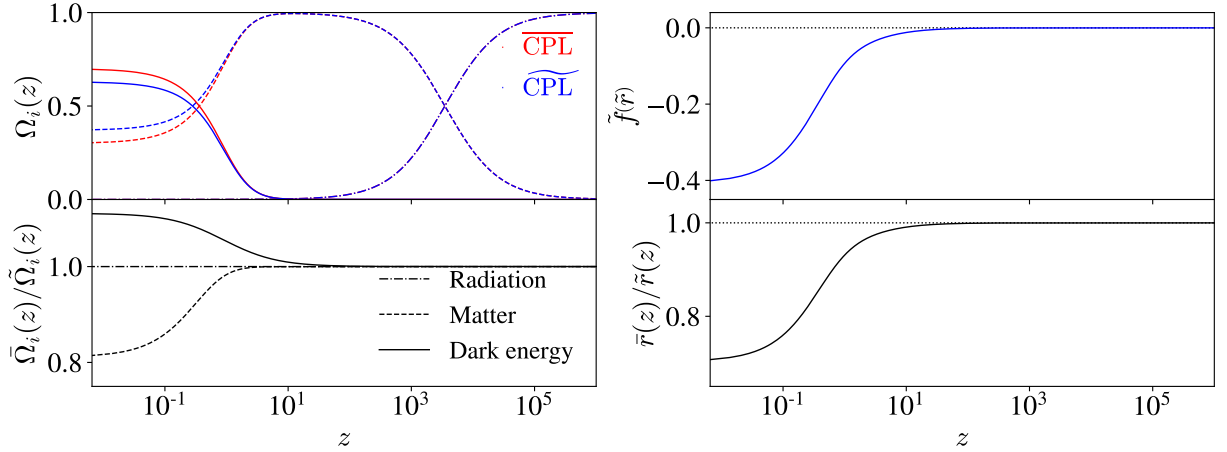 1.0
0.5
0.0
Ω_i(z)
CPL
CPL
1.0
0.8
Ω̄_i(z)/Ω̃_i(z)
Radiation
Matter
Dark energy
10^-1 10^1 10^3 10^5
z
0.0
−0.2
−0.4
f̃(r̃)
1.0
0.8
r̄(z)/r̃(z)
10^-1 10^1 10^3 10^5
z